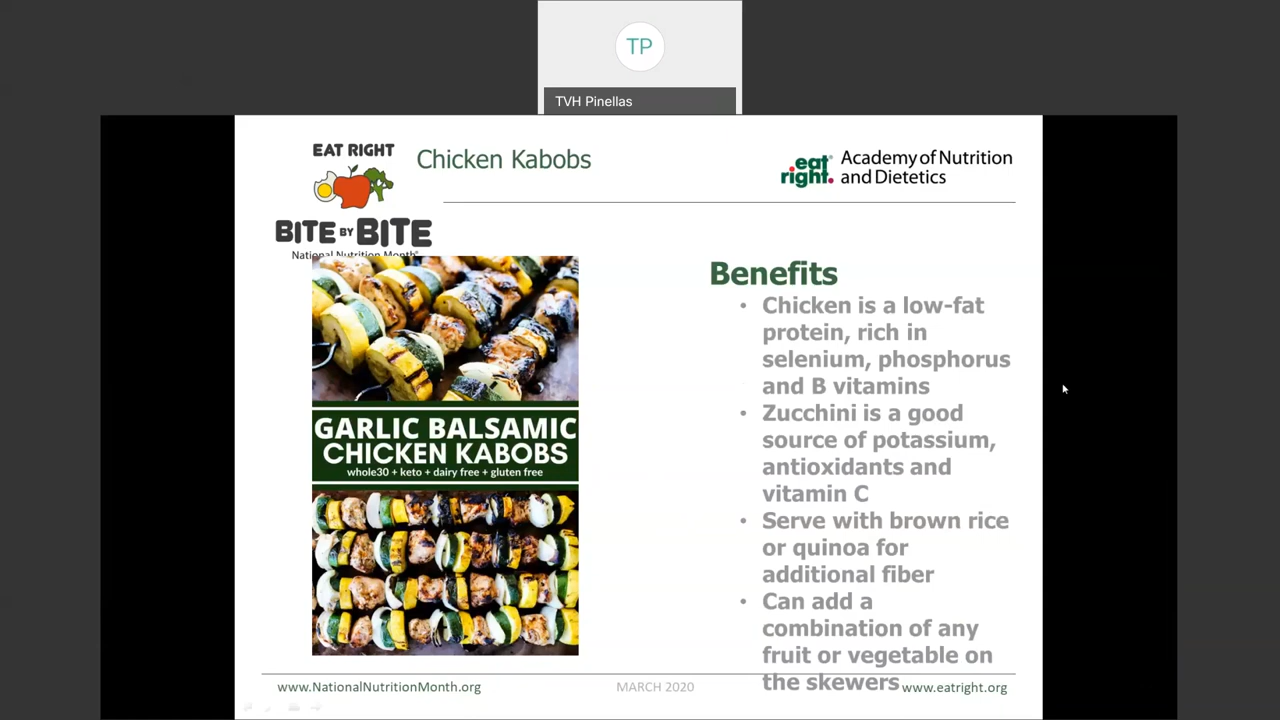 TP
TVH Pinellas
EAT RIGHT
BITE BY BITE
National Nutrition Month®
Chicken Kabobs
eat right.®
Academy of Nutrition
and Dietetics
GARLIC BALSAMIC
CHICKEN KABOBS
whole30 + keto + dairy free + gluten free
Benefits
• Chicken is a low-fat
protein, rich in
selenium, phosphorus
and B vitamins
• Zucchini is a good
source of potassium,
antioxidants and
vitamin C
• Serve with brown rice
or quinoa for
additional fiber
• Can add a
combination of any
fruit or vegetable on
the skewers
www.NationalNutritionMonth.org
MARCH 2020
www.eatright.org